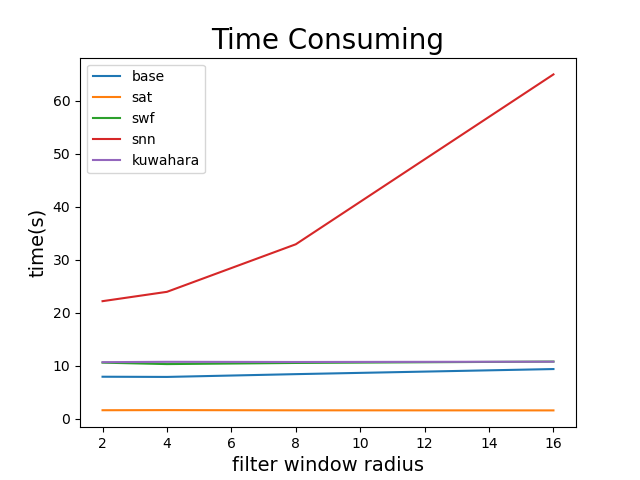 Time Consuming
base
sat
swf
snn
kuwahara
60
50
40
30
20
10
0
time(s)
2 4 6 8 10 12 14 16
filter window radius